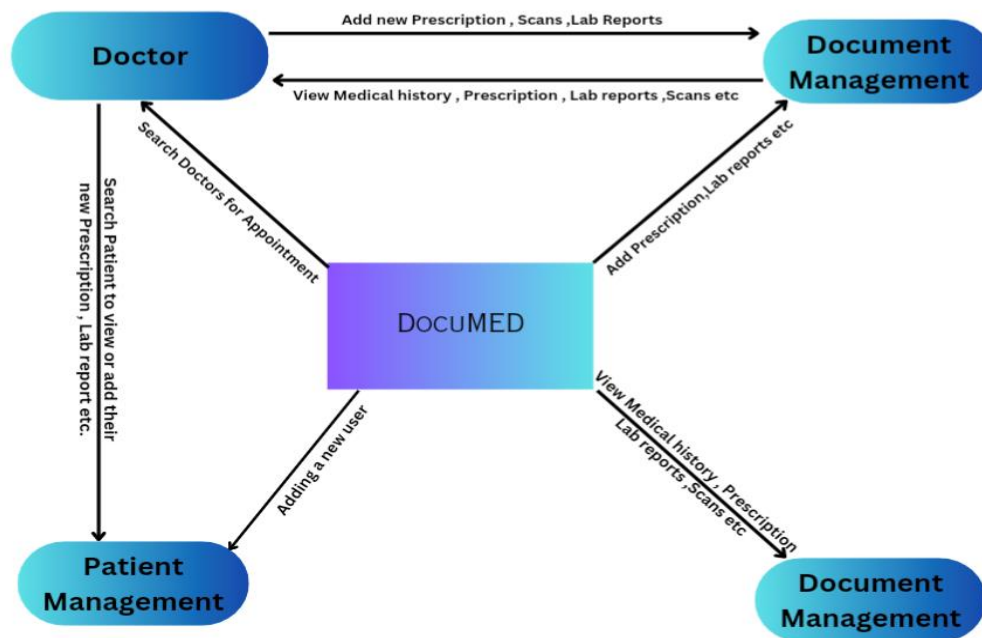 Add new Prescription , Scans ,Lab Reports
Doctor
Document
Management
View Medical history , Prescription , Lab reports ,Scans etc
Search Doctors for Appointment
Add Prescription,Lab reports etc
Search Patient to view or add their
new Prescription , Lab report etc.
DOCUMED
Adding a new user
View Medical history , Prescription
Lab reports ,Scans etc
Patient
Management
Document
Management